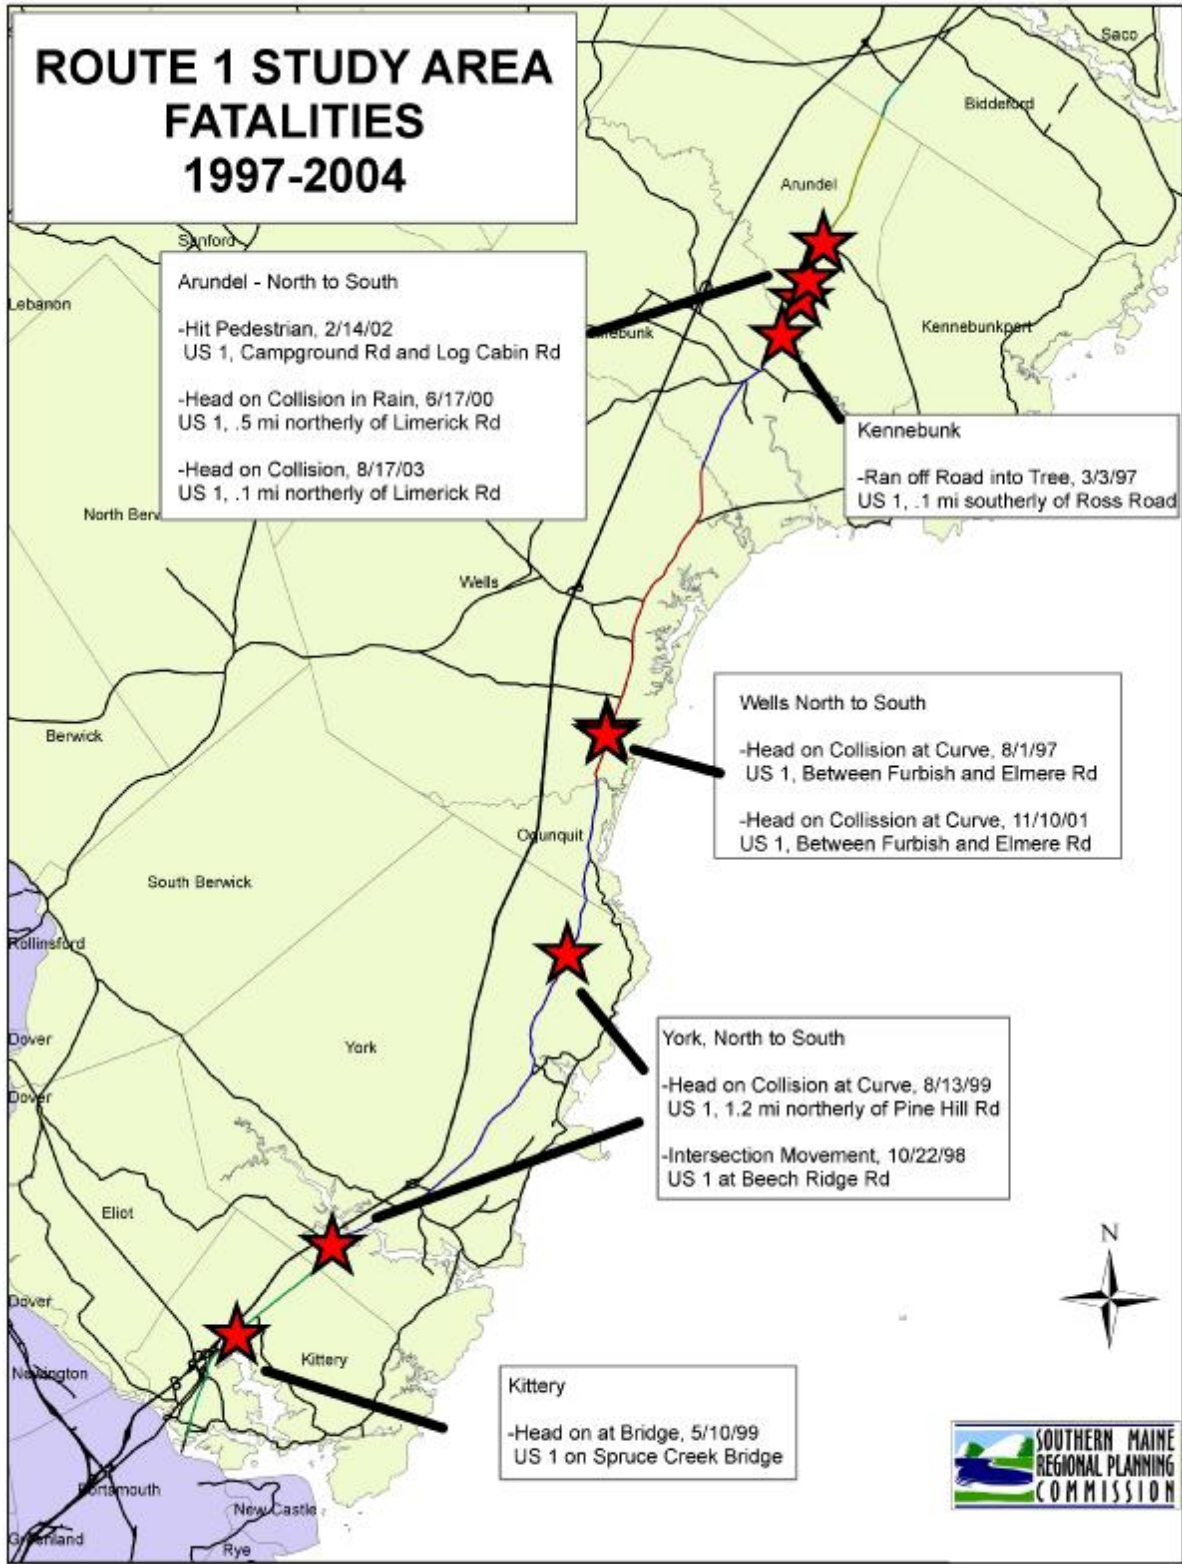 ROUTE 1 STUDY AREA
FATALITIES
1997-2004
Saco
Biddeford
Arundel
Sanford
Arundel - North to South
-Hit Pedestrian, 2/14/02
US 1, Campground Rd and Log Cabin Rd
-Head on Collision in Rain, 6/17/00
US 1, .5 mi northerly of Limerick Rd
-Head on Collision, 8/17/03
US 1, .1 mi northerly of Limerick Rd
Lebanon
Kennebunkport
Kennebunk
-Ran off Road into Tree, 3/3/97
US 1, .1 mi southerly of Ross Road
North Berw
Wells
Wells North to South
-Head on Collision at Curve, 8/1/97
US 1, Between Furbish and Elmere Rd
-Head on Collission at Curve, 11/10/01
US 1, Between Furbish and Elmere Rd
Berwick
Ogunquit
South Berwick
Rollinsford
Dover
York
York, North to South
-Head on Collision at Curve, 8/13/99
US 1, 1.2 mi northerly of Pine Hill Rd
-Intersection Movement, 10/22/98
US 1 at Beech Ridge Rd
Dover
Eliot
N
Dover
Newington
Kittery
Kittery
-Head on at Bridge, 5/10/99
US 1 on Spruce Creek Bridge
SOUTHERN MAINE
REGIONAL PLANNING
COMMISSION
Portsmouth
New Castle
Greenland
Rye